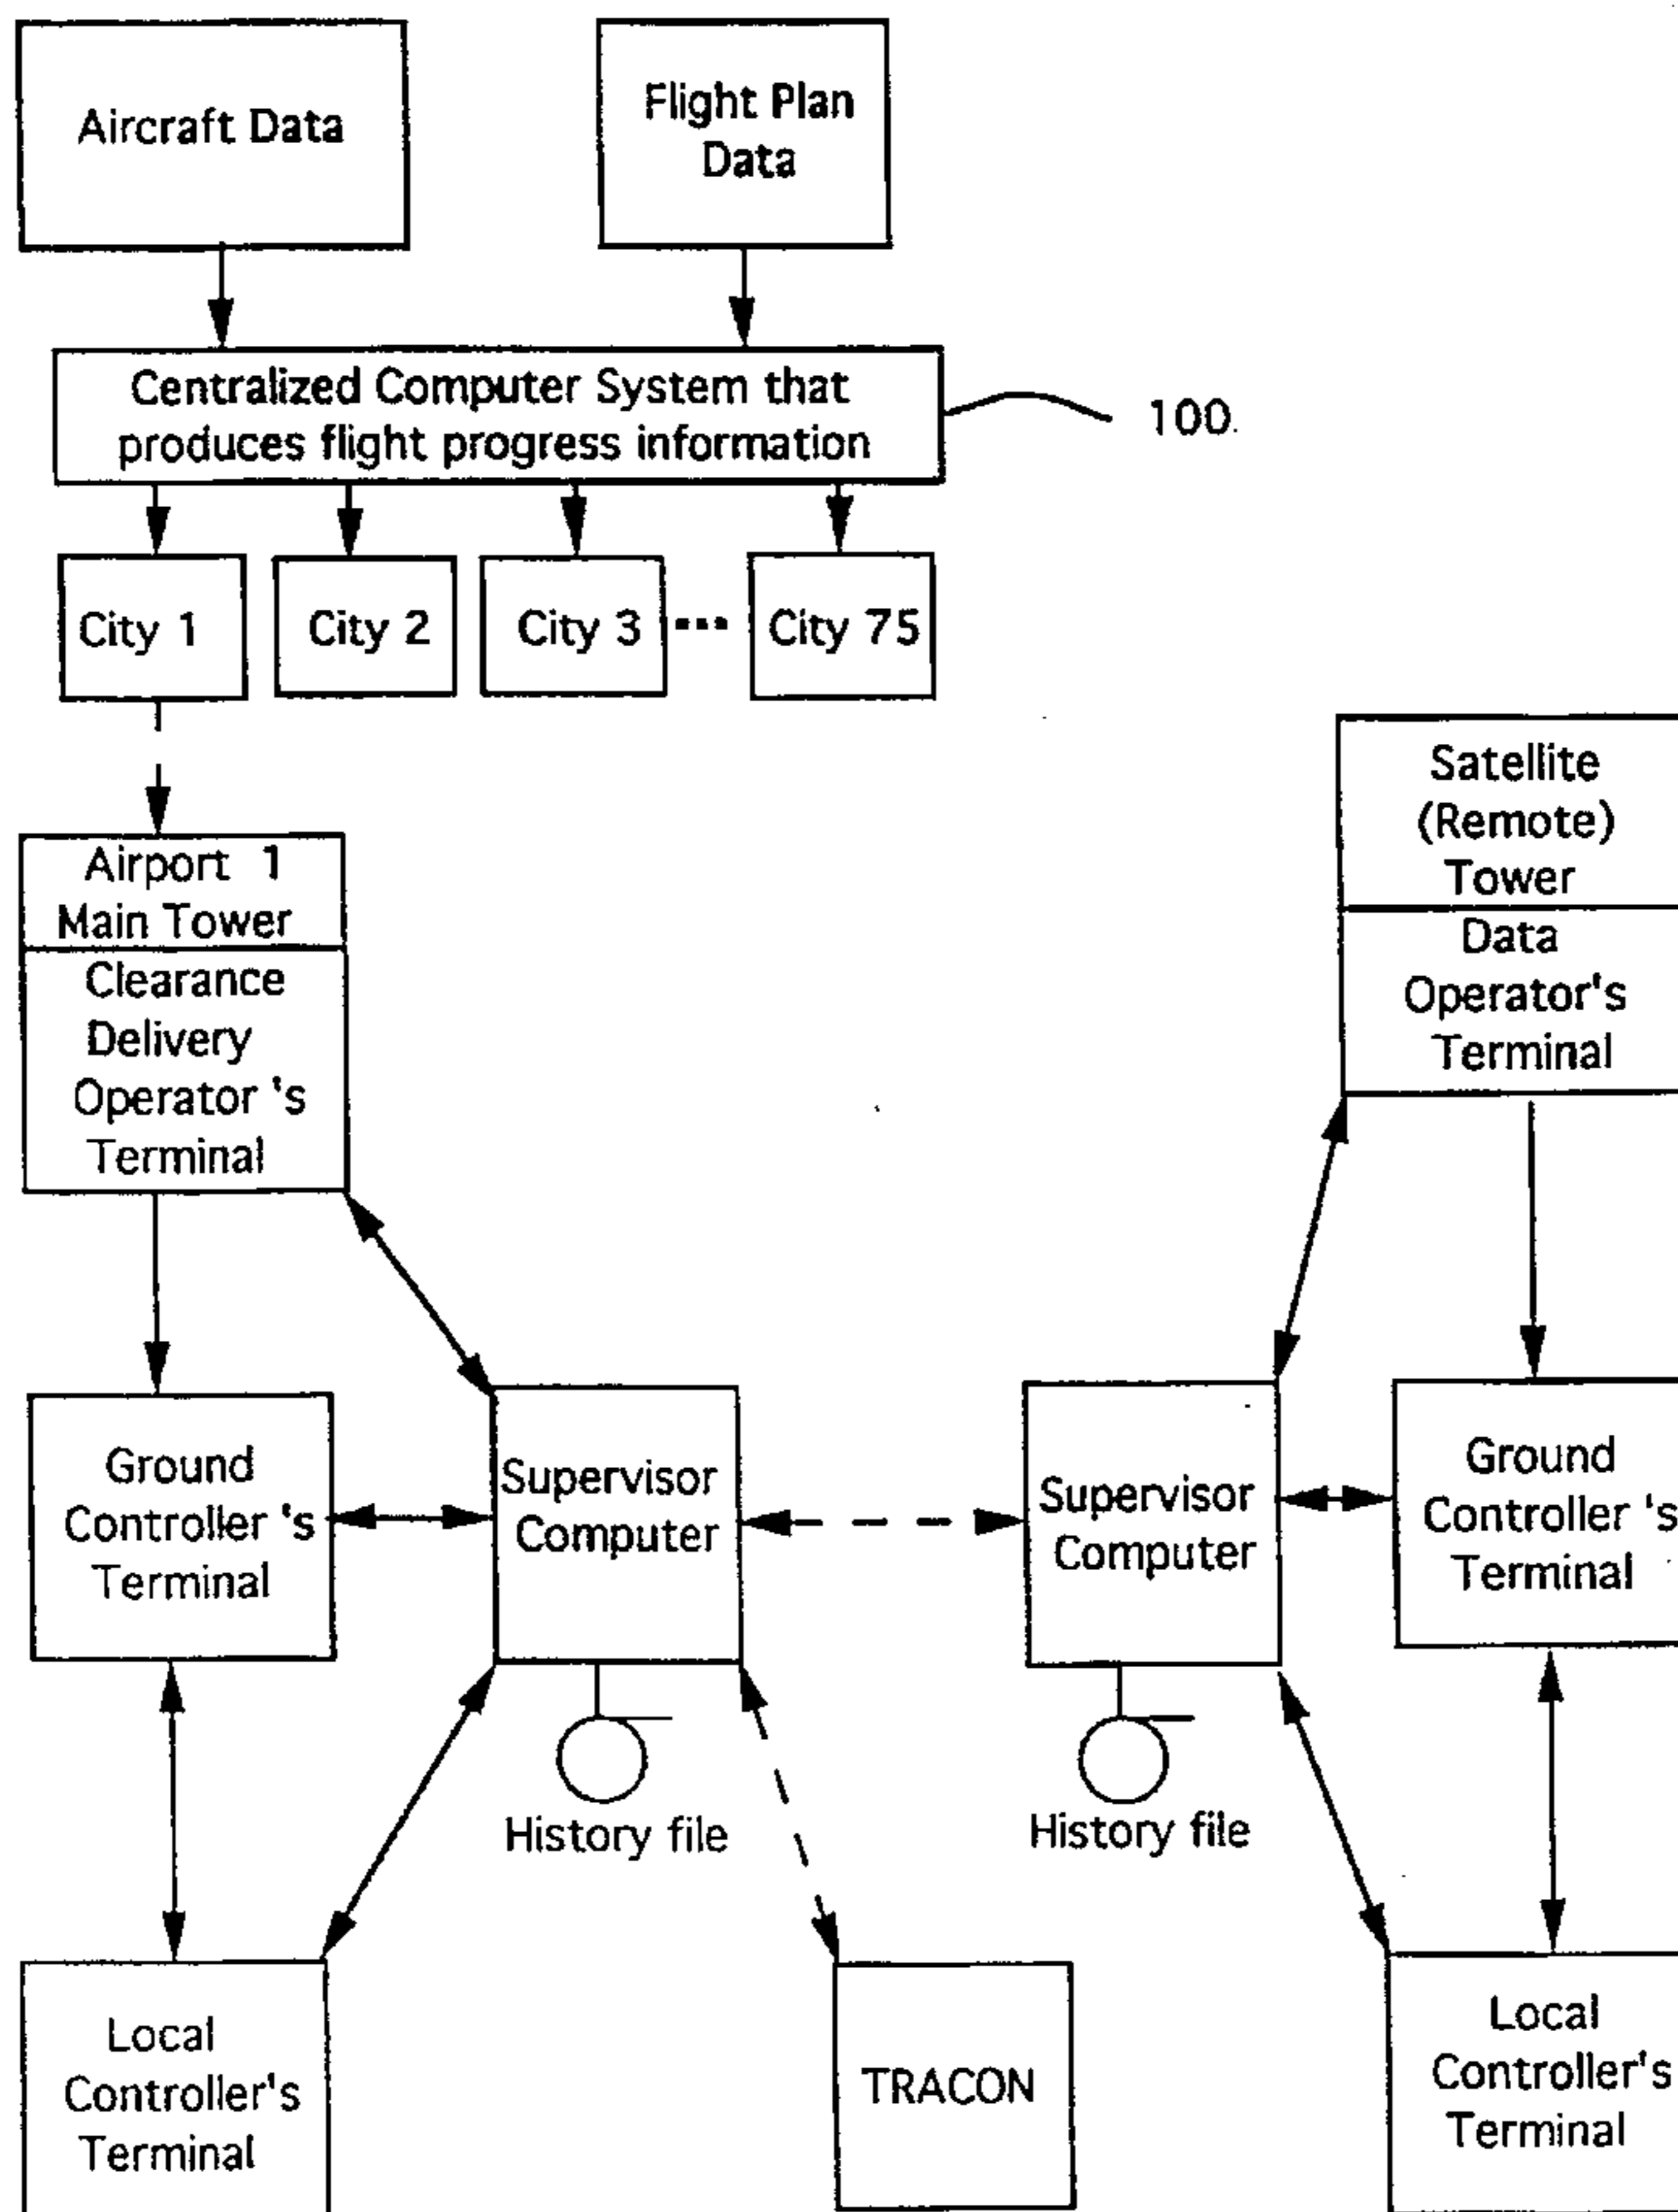 Aircraft Data
Flight Plan
Data
Centralized Computer System that
produces flight progress information
100
City 1
City 2
City 3
...
City 75
Airport 1
Main Tower
Clearance
Delivery
Operator 's
Terminal
Satellite
(Remote)
Tower
Data
Operator's
Terminal
Ground
Controller 's
Terminal
Supervisor
Computer
Supervisor
Computer
Ground
Controller 's
Terminal
History file
History file
Local
Controller's
Terminal
TRACON
Local
Controller's
Terminal